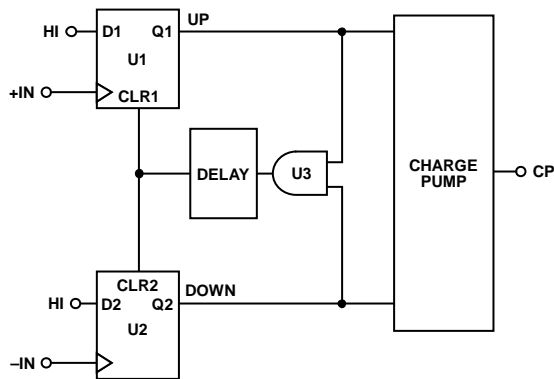 HI
D1 Q1
UP
U1
+IN
CLR1
DELAY
U3
CHARGE
PUMP
CP
CLR2
HI
D2 Q2
DOWN
U2
–IN